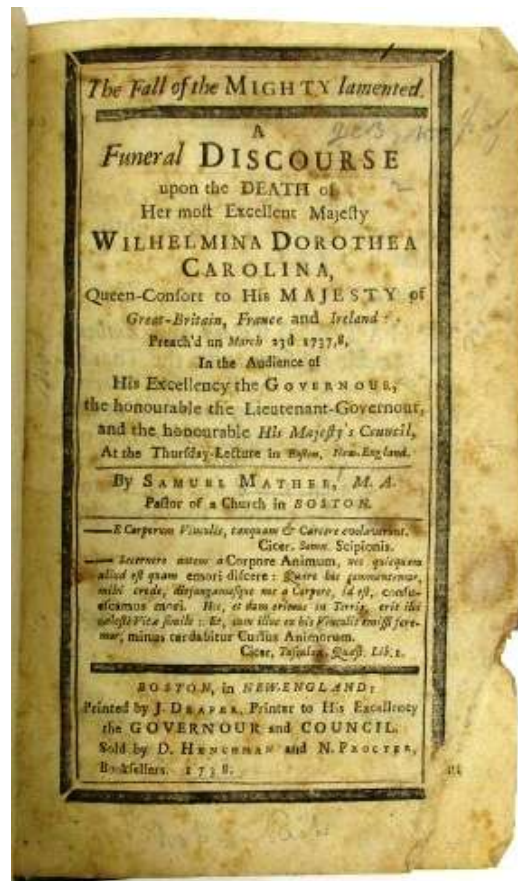 The Fall of the MIGHTY lamented.
A
Funeral DISCOURSE
upon the DEATH of
Her moſt Excellent Majeſty
WILHELMINA DOROTHEA
CAROLINA,
Queen-Conſort to His MAJESTY of
Great-Britain, France and Ireland:
Preach'd on March 23d 1737,8,
In the Audience of
His Excellency the GOVERNOUR,
the honourable the Lieutenant-Governour,
and the honourable His Majeſty's Council,
At the Thurſday-Lecture in Boſton, New-England.
By SAMUEL MATHER, M. A.
Paſtor of a Church in BOSTON.
E Corporum Vinculis, tanquam & Carcere evolaverunt.
Cicer. Somn. Scipionis.
Secernere autem a Corpore Animum, nec quicquam
aliud eſt quam emori diſcere: Quare hoc commentemur,
mihi crede, disjungamuſque nos a Corpore, id eſt, conſu-
eſcamus mori. Hoc, et dum erimus in Terris, erit illi
cœleſti Vitæ ſimile: Et, cum illuc ex his Vinculis emiſſi fere-
mur, minus tardabitur Curſus Animorum.
Cicer. Tuſculan. Quæſt. Lib. 1.
BOSTON, in NEW-ENGLAND:
Printed by J. DRAPER, Printer to His Excellency
the GOVERNOUR and COUNCIL.
Sold by D. HENCHMAN and N. PROCTER,
Bookſellers. 1738.